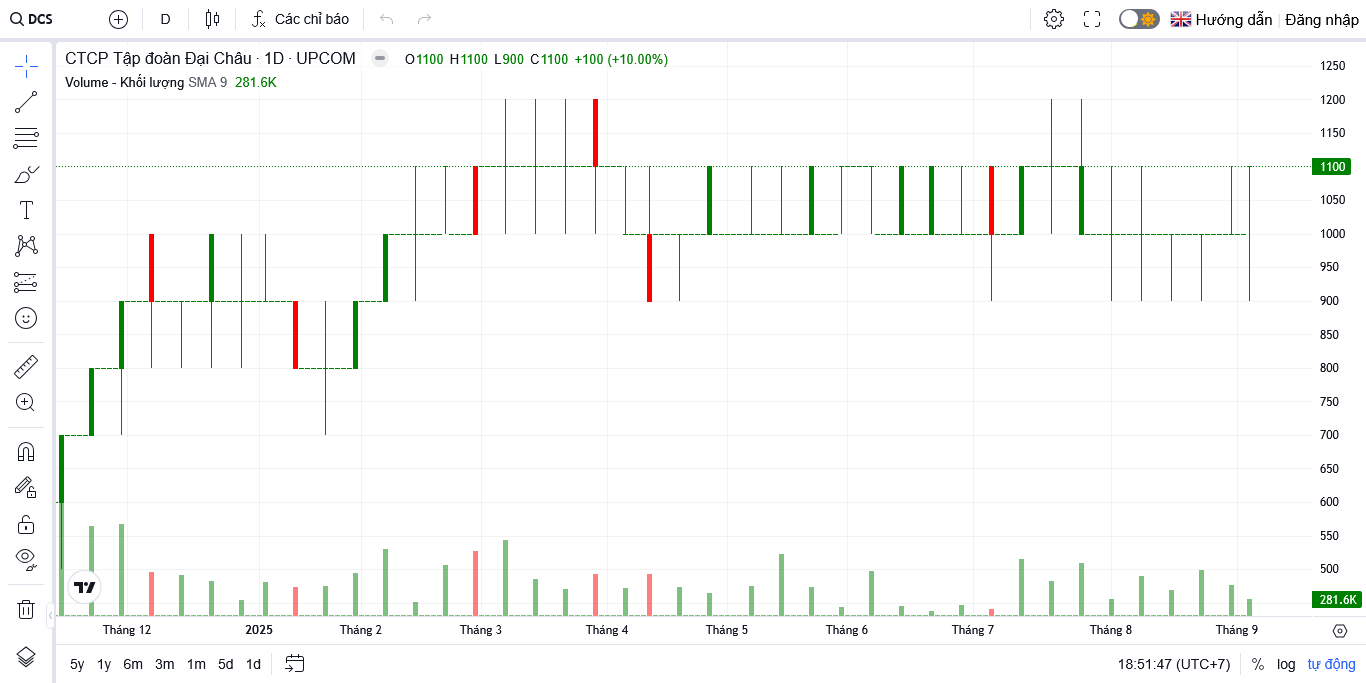 DCS D Các chỉ báo Hướng dẫn Đăng nhập
CTCP Tập đoàn Đại Châu · 1D · UPCOM O1100 H1100 L900 C1100 +100 (+10.00%)
Volume - Khối lượng SMA 9 281.6K
1250
1200
1150
1100
1050
1000
950
900
850
800
750
700
650
600
550
500
281.6K
Tháng 12 2025 Tháng 2 Tháng 3 Tháng 4 Tháng 5 Tháng 6 Tháng 7 Tháng 8 Tháng 9
5y 1y 6m 3m 1m 5d 1d 18:51:47 (UTC+7) % log tự động